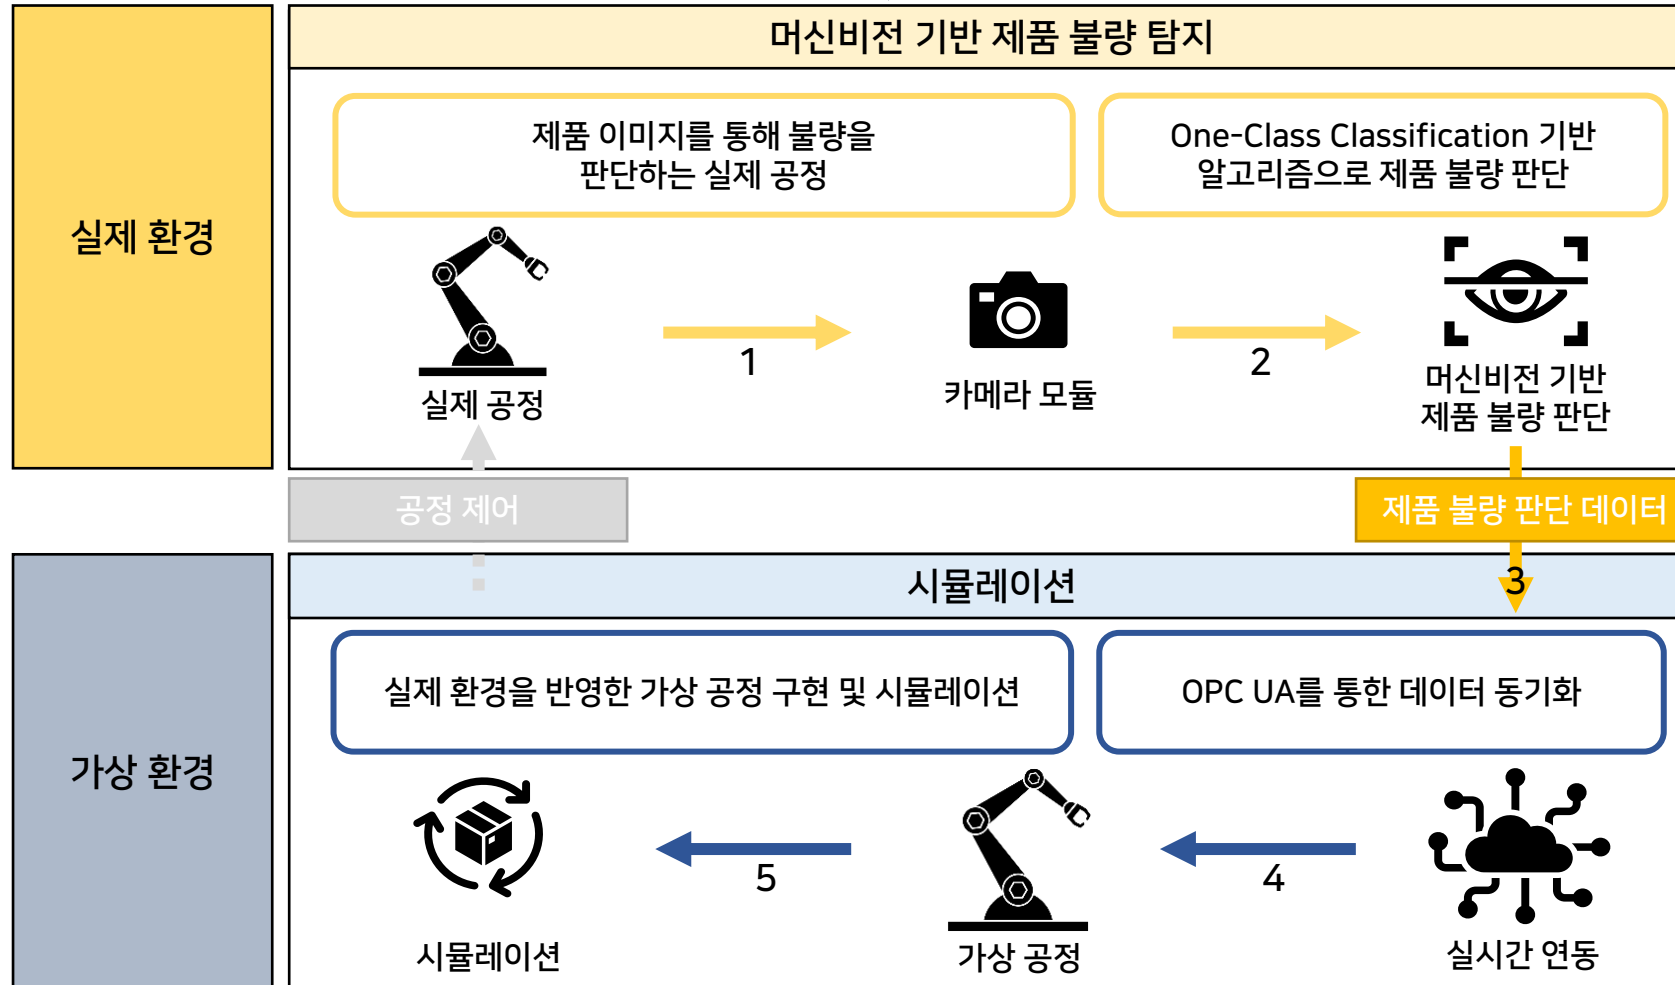 머신비전 기반 제품 불량 탐지
실제 환경
제품 이미지를 통해 불량을
판단하는 실제 공정
One-Class Classification 기반
알고리즘으로 제품 불량 판단
1
2
실제 공정
카메라 모듈
머신비전 기반
제품 불량 판단
공정 제어
제품 불량 판단 데이터
3
시뮬레이션
가상 환경
실제 환경을 반영한 가상 공정 구현 및 시뮬레이션
OPC UA를 통한 데이터 동기화
5
4
시뮬레이션
가상 공정
실시간 연동